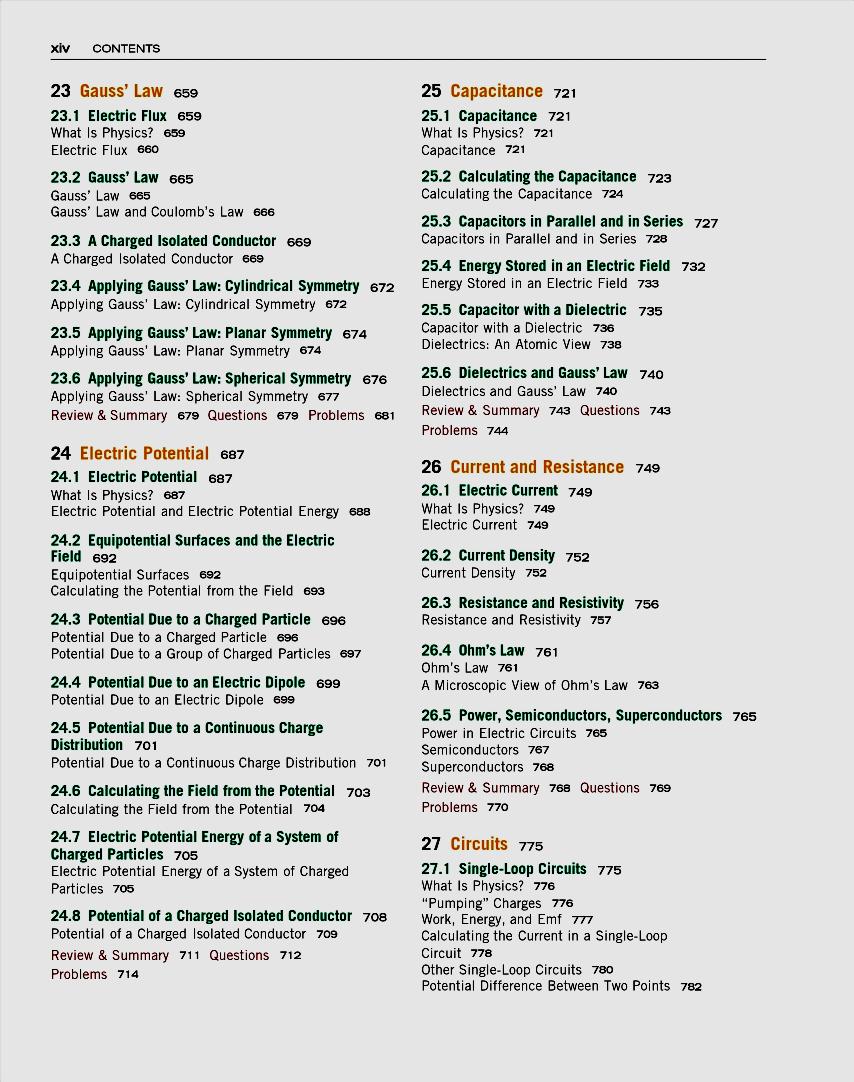 xiv CONTENTS
23 Gauss' Law 659
23.1 Electric Flux 659
What Is Physics? 659
Electric Flux 660
23.2 Gauss' Law 665
Gauss' Law 665
Gauss' Law and Coulomb's Law 666
23.3 A Charged Isolated Conductor 669
A Charged Isolated Conductor 669
23.4 Applying Gauss' Law: Cylindrical Symmetry 672
Applying Gauss' Law: Cylindrical Symmetry 672
23.5 Applying Gauss' Law: Planar Symmetry 674
Applying Gauss' Law: Planar Symmetry 674
23.6 Applying Gauss' Law: Spherical Symmetry 676
Applying Gauss' Law: Spherical Symmetry 677
Review & Summary 679 Questions 679 Problems 681
24 Electric Potential 687
24.1 Electric Potential 687
What Is Physics? 687
Electric Potential and Electric Potential Energy 688
24.2 Equipotential Surfaces and the Electric
Field 692
Equipotential Surfaces 692
Calculating the Potential from the Field 693
24.3 Potential Due to a Charged Particle 696
Potential Due to a Charged Particle 696
Potential Due to a Group of Charged Particles 697
24.4 Potential Due to an Electric Dipole 699
Potential Due to an Electric Dipole 699
24.5 Potential Due to a Continuous Charge
Distribution 701
Potential Due to a Continuous Charge Distribution 701
24.6 Calculating the Field from the Potential 703
Calculating the Field from the Potential 704
24.7 Electric Potential Energy of a System of
Charged Particles 705
Electric Potential Energy of a System of Charged
Particles 705
24.8 Potential of a Charged Isolated Conductor 708
Potential of a Charged Isolated Conductor 709
Review & Summary 711 Questions 712
Problems 714
25 Capacitance 721
25.1 Capacitance 721
What Is Physics? 721
Capacitance 721
25.2 Calculating the Capacitance 723
Calculating the Capacitance 724
25.3 Capacitors in Parallel and in Series 727
Capacitors in Parallel and in Series 728
25.4 Energy Stored in an Electric Field 732
Energy Stored in an Electric Field 733
25.5 Capacitor with a Dielectric 735
Capacitor with a Dielectric 736
Dielectrics: An Atomic View 738
25.6 Dielectrics and Gauss' Law 740
Dielectrics and Gauss' Law 740
Review & Summary 743 Questions 743
Problems 744
26 Current and Resistance 749
26.1 Electric Current 749
What Is Physics? 749
Electric Current 749
26.2 Current Density 752
Current Density 752
26.3 Resistance and Resistivity 756
Resistance and Resistivity 757
26.4 Ohm's Law 761
Ohm's Law 761
A Microscopic View of Ohm's Law 763
26.5 Power, Semiconductors, Superconductors 765
Power in Electric Circuits 765
Semiconductors 767
Superconductors 768
Review & Summary 768 Questions 769
Problems 770
27 Circuits 775
27.1 Single-Loop Circuits 775
What Is Physics? 776
“Pumping” Charges 776
Work, Energy, and Emf 777
Calculating the Current in a Single-Loop
Circuit 778
Other Single-Loop Circuits 780
Potential Difference Between Two Points 782